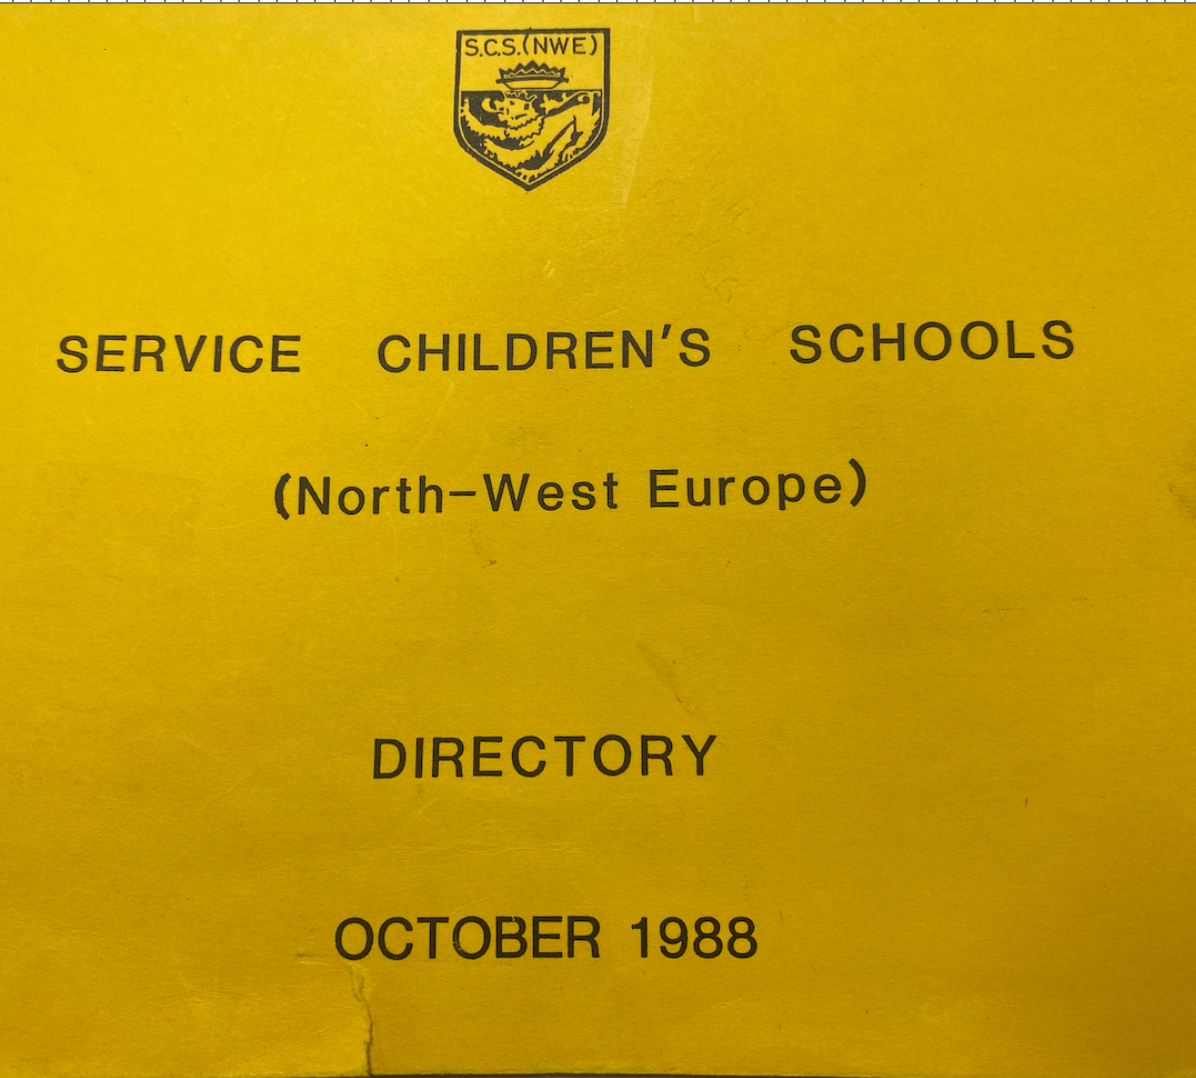 S.C.S.(NWE)
SERVICE CHILDREN'S SCHOOLS
(North-West Europe)
DIRECTORY
OCTOBER 1988